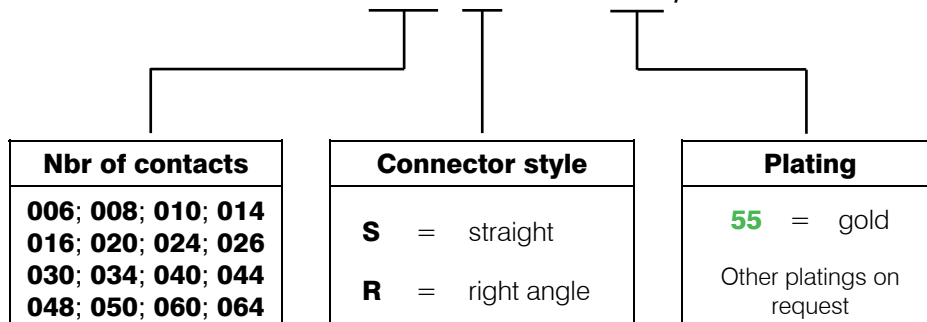 Nbr of contacts
006; 008; 010; 014
016; 020; 024; 026
030; 034; 040; 044
048; 050; 060; 064
Connector style
S = straight
R = right angle
Plating
55 = gold
Other platings on
request